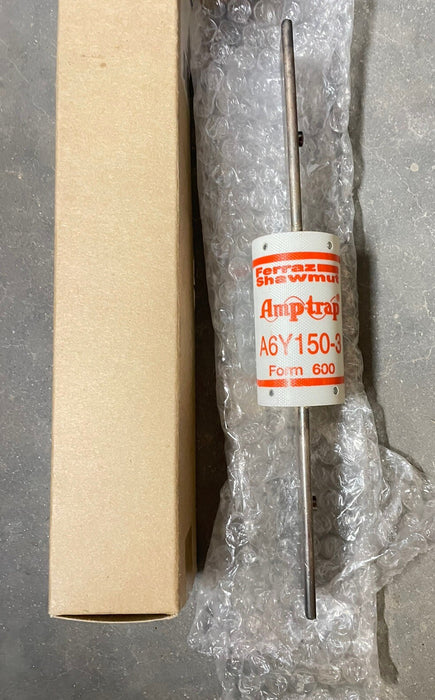 Ferraz
Shawmut
Amp-trap®
A6Y150-3
Form 600